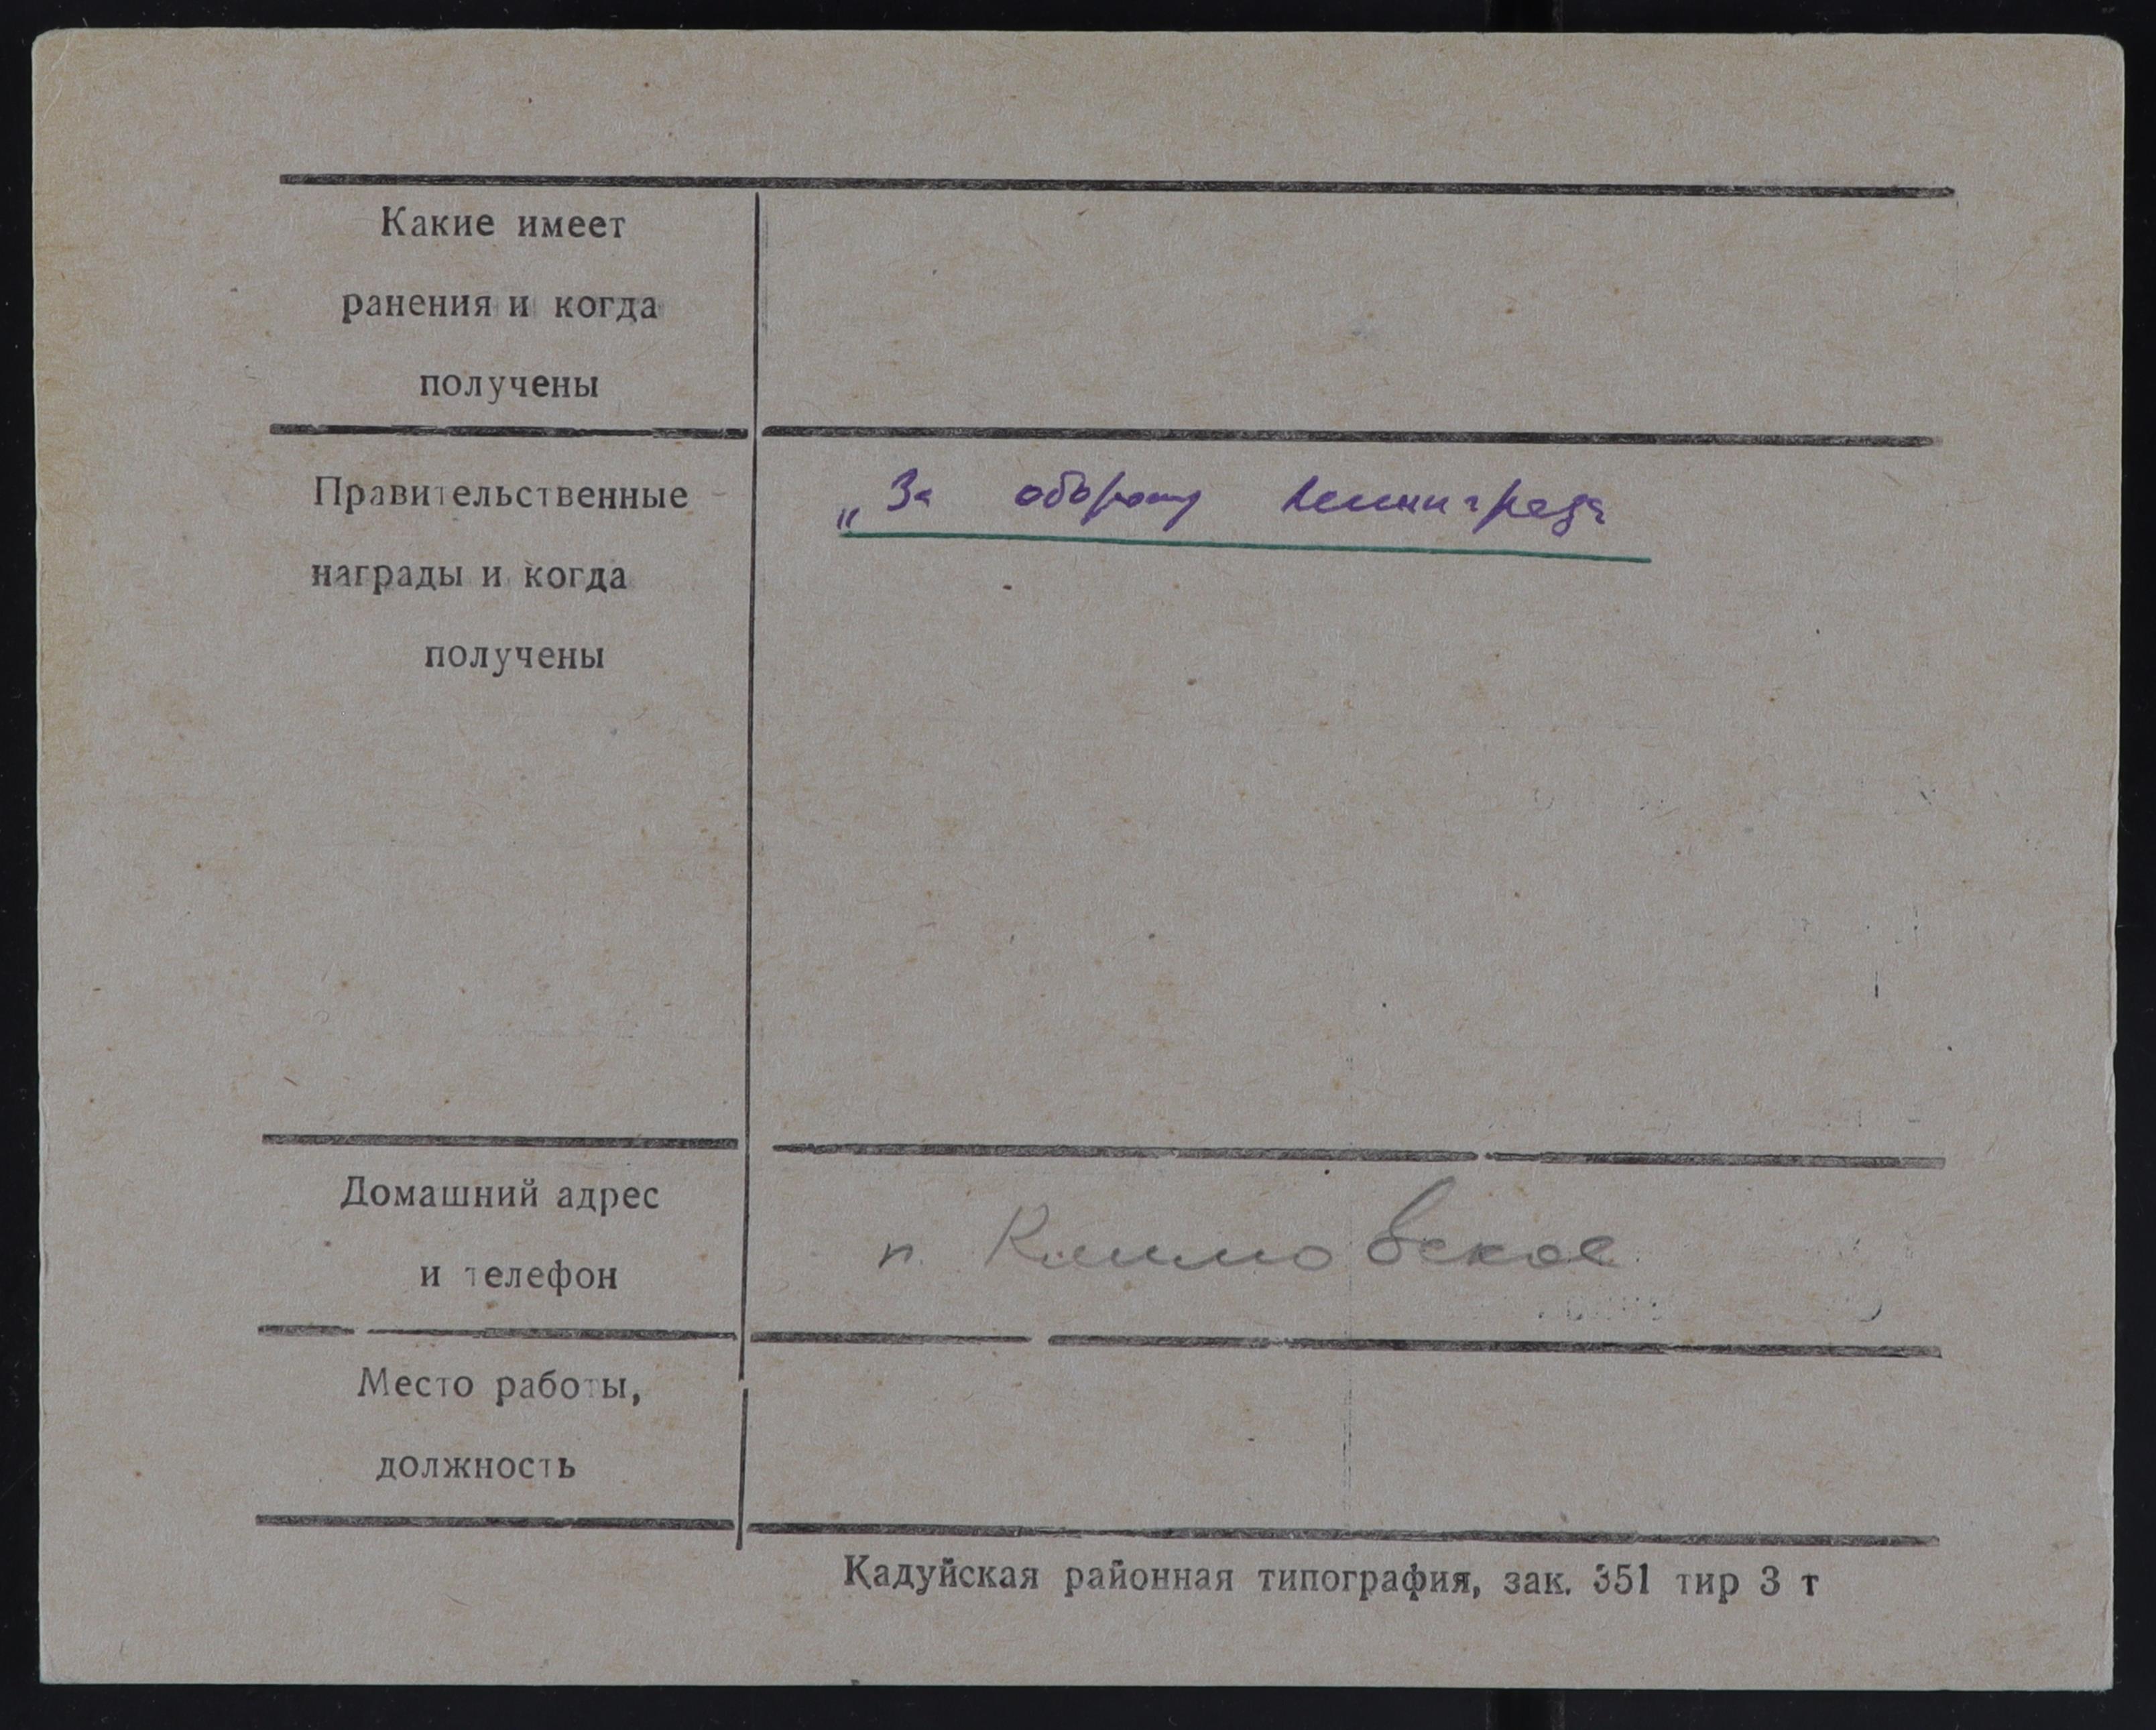 Какие имеет
ранения и когда
получены
Правительственные
награды и когда
получены
„За оборону Ленинграда
Домашний адрес
и телефон
п. Климовское
Место работы,
должность
Кадуйская районная типография, зак. 351 тир 3 т